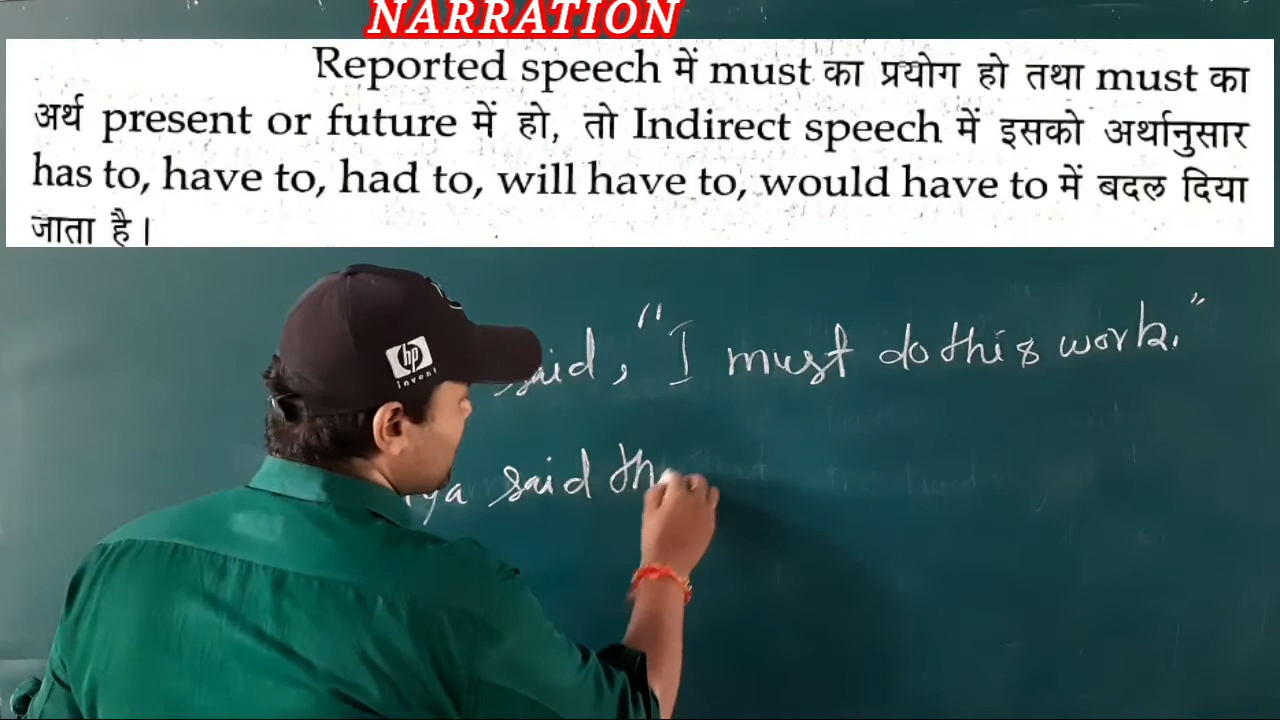 NARRATION
Reported speech में must का प्रयोग हो तथा must का
अर्थ present or future में हो, तो Indirect speech में इसको अर्थानुसार
has to, have to, had to, will have to, would have to में बदल दिया
जाता है।
hp
invent
said, "I must do this work."
said th